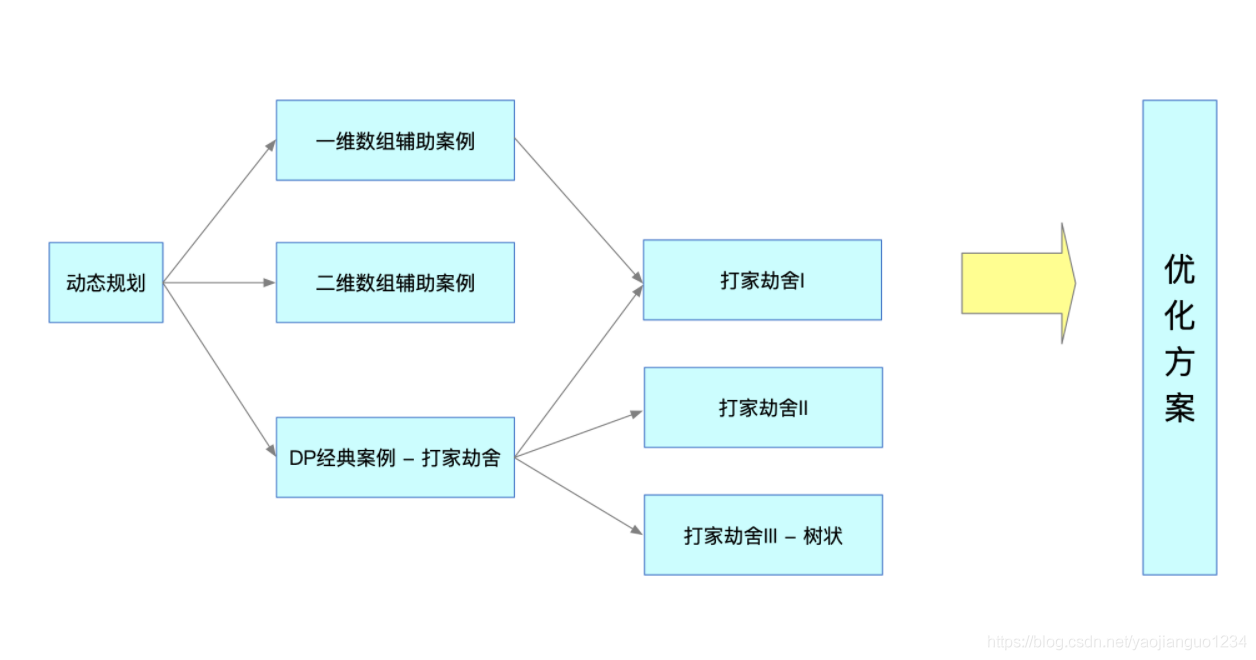 动态规划
一维数组辅助案例
二维数组辅助案例
DP经典案例 – 打家劫舍
打家劫舍I
打家劫舍II
打家劫舍III – 树状
优
化
方
案
https://blog.csdn.net/yaojianguo1234